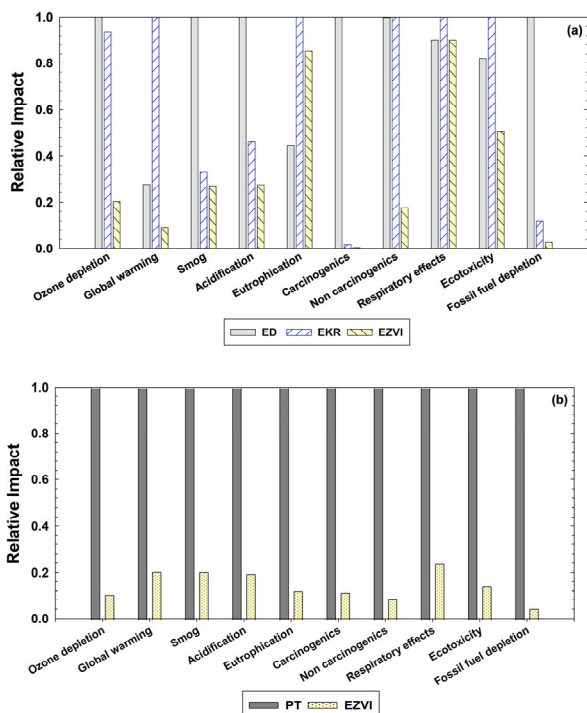 (a)
Relative Impact
1.0
0.8
0.6
0.4
0.2
0.0
Ozone depletion
Global warming
Smog
Acidification
Eutrophication
Carcinogenics
Non carcinogenics
Respiratory effects
Ecotoxicity
Fossil fuel depletion
ED EKR EZVI
(b)
Relative Impact
1.0
0.8
0.6
0.4
0.2
0.0
Ozone depletion
Global warming
Smog
Acidification
Eutrophication
Carcinogenics
Non carcinogenics
Respiratory effects
Ecotoxicity
Fossil fuel depletion
PT EZVI